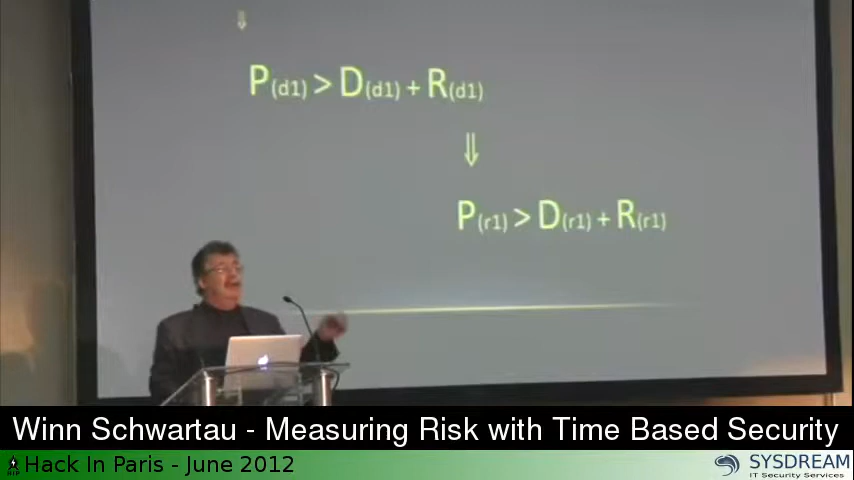 ⇓
P(d1) > D(d1) + R(d1)
⇓
P(r1) > D(r1) + R(r1)
Winn Schwartau - Measuring Risk with Time Based Security
Hack In Paris - June 2012
SYSDREAM
IT Security Services